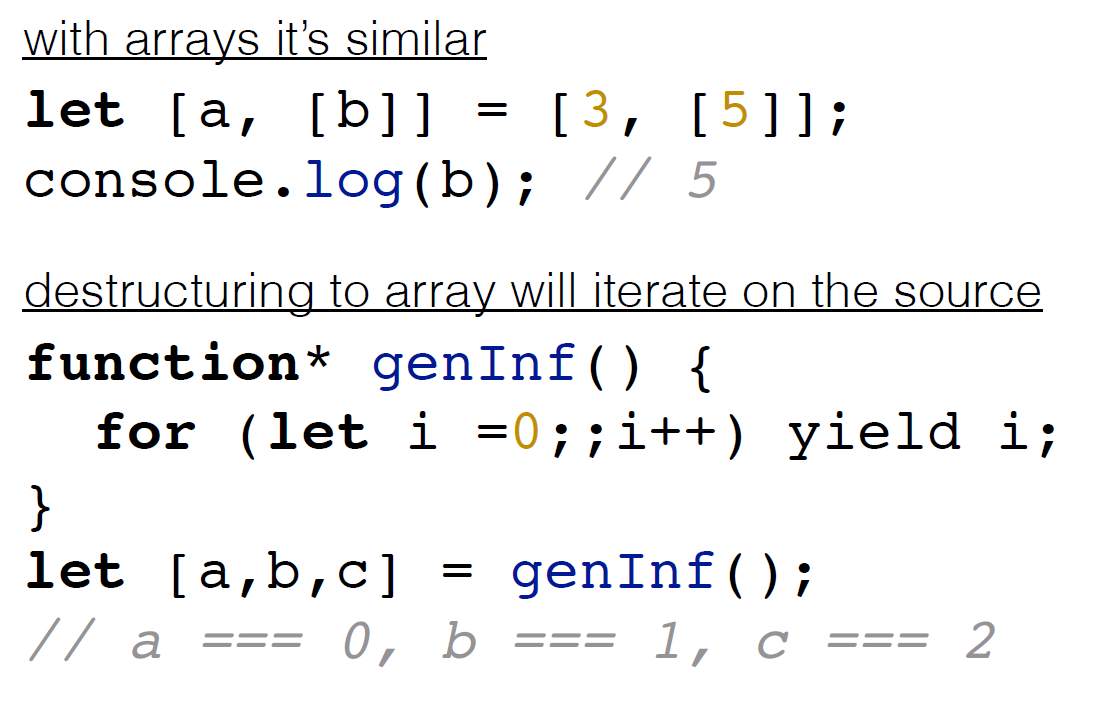 with arrays it’s similar
let [a, [b]] = [3, [5]];
console.log(b); // 5
destructuring to array will iterate on the source
function* genInf() {
  for (let i =0;;i++) yield i;
}
let [a,b,c] = genInf();
// a === 0, b === 1, c === 2